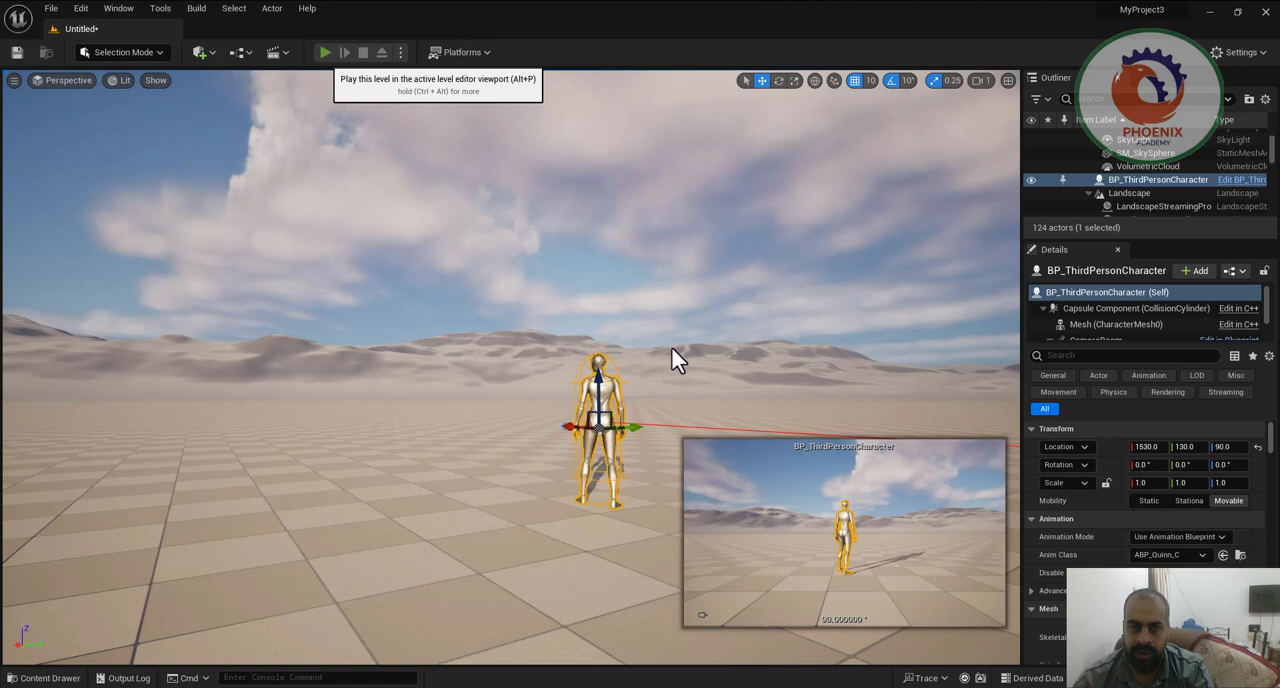 File Edit Window Tools Build Select Actor Help
MyProject3
Untitled*
Selection Mode
Platforms
Settings
Play this level in the active level editor viewport (Alt+P)
hold (Ctrl + Alt) for more
Perspective Lit Show
10 10° 0.25 1
Outliner
Search...
Item Label
SkyLight SkyLight
SM_SkySphere StaticMeshA
VolumetricCloud VolumetricCl
BP_ThirdPersonCharacter Edit BP_Third
Landscape Landscape
LandscapeStreamingPro LandscapeSt
PHOENIX
ACADEMY
124 actors (1 selected)
Details
BP_ThirdPersonCharacter
Add
BP_ThirdPersonCharacter (Self)
Capsule Component (CollisionCylinder) Edit in C++
Mesh (CharacterMesh0) Edit in C++
Search
General Actor Animation LOD Misc
Movement Physics Rendering Streaming
All
Transform
Location 1530.0 130.0 90.0
Rotation 0.0 ° 0.0 ° 0.0 °
Scale 1.0 1.0 1.0
Mobility Static Stationa Movable
Animation
Animation Mode Use Animation Blueprint
Anim Class ABP_Quinn_C
Disable
Advanc
Mesh
Skeletal
BP_ThirdPersonCharacter
90.000000 °
Z
Content Drawer Output Log Cmd Enter Console Command
Trace Derived Data